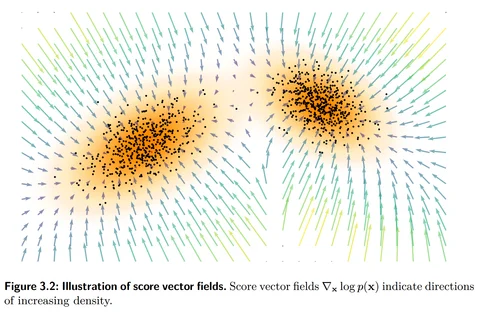 Figure 3.2: Illustration of score vector fields. Score vector fields ∇ₓ log p(x) indicate directions
of increasing density.